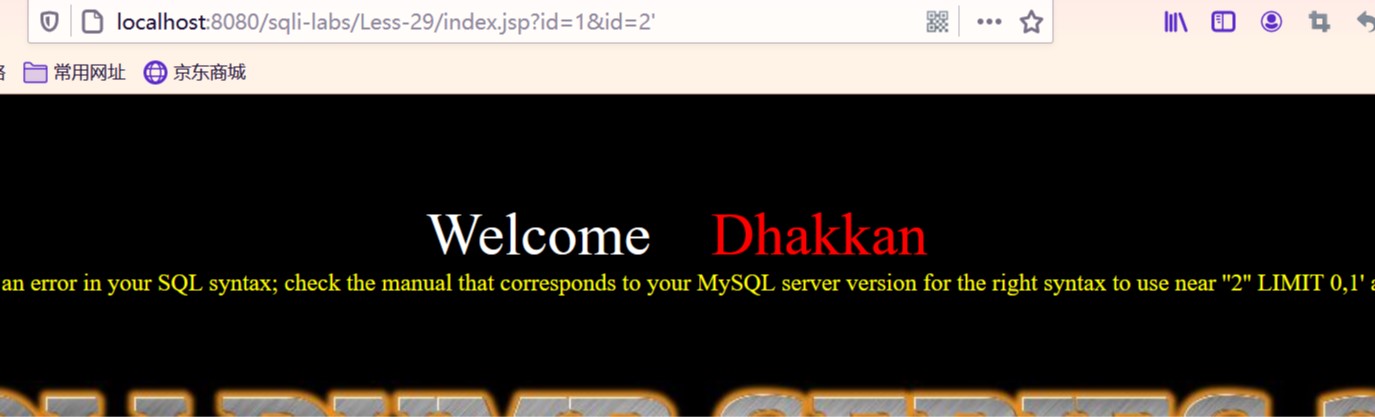 localhost:8080/sqli-labs/Less-29/index.jsp?id=1&id=2'
常用网址 京东商城
Welcome Dhakkan
an error in your SQL syntax; check the manual that corresponds to your MySQL server version for the right syntax to use near ''2'' LIMIT 0,1' a